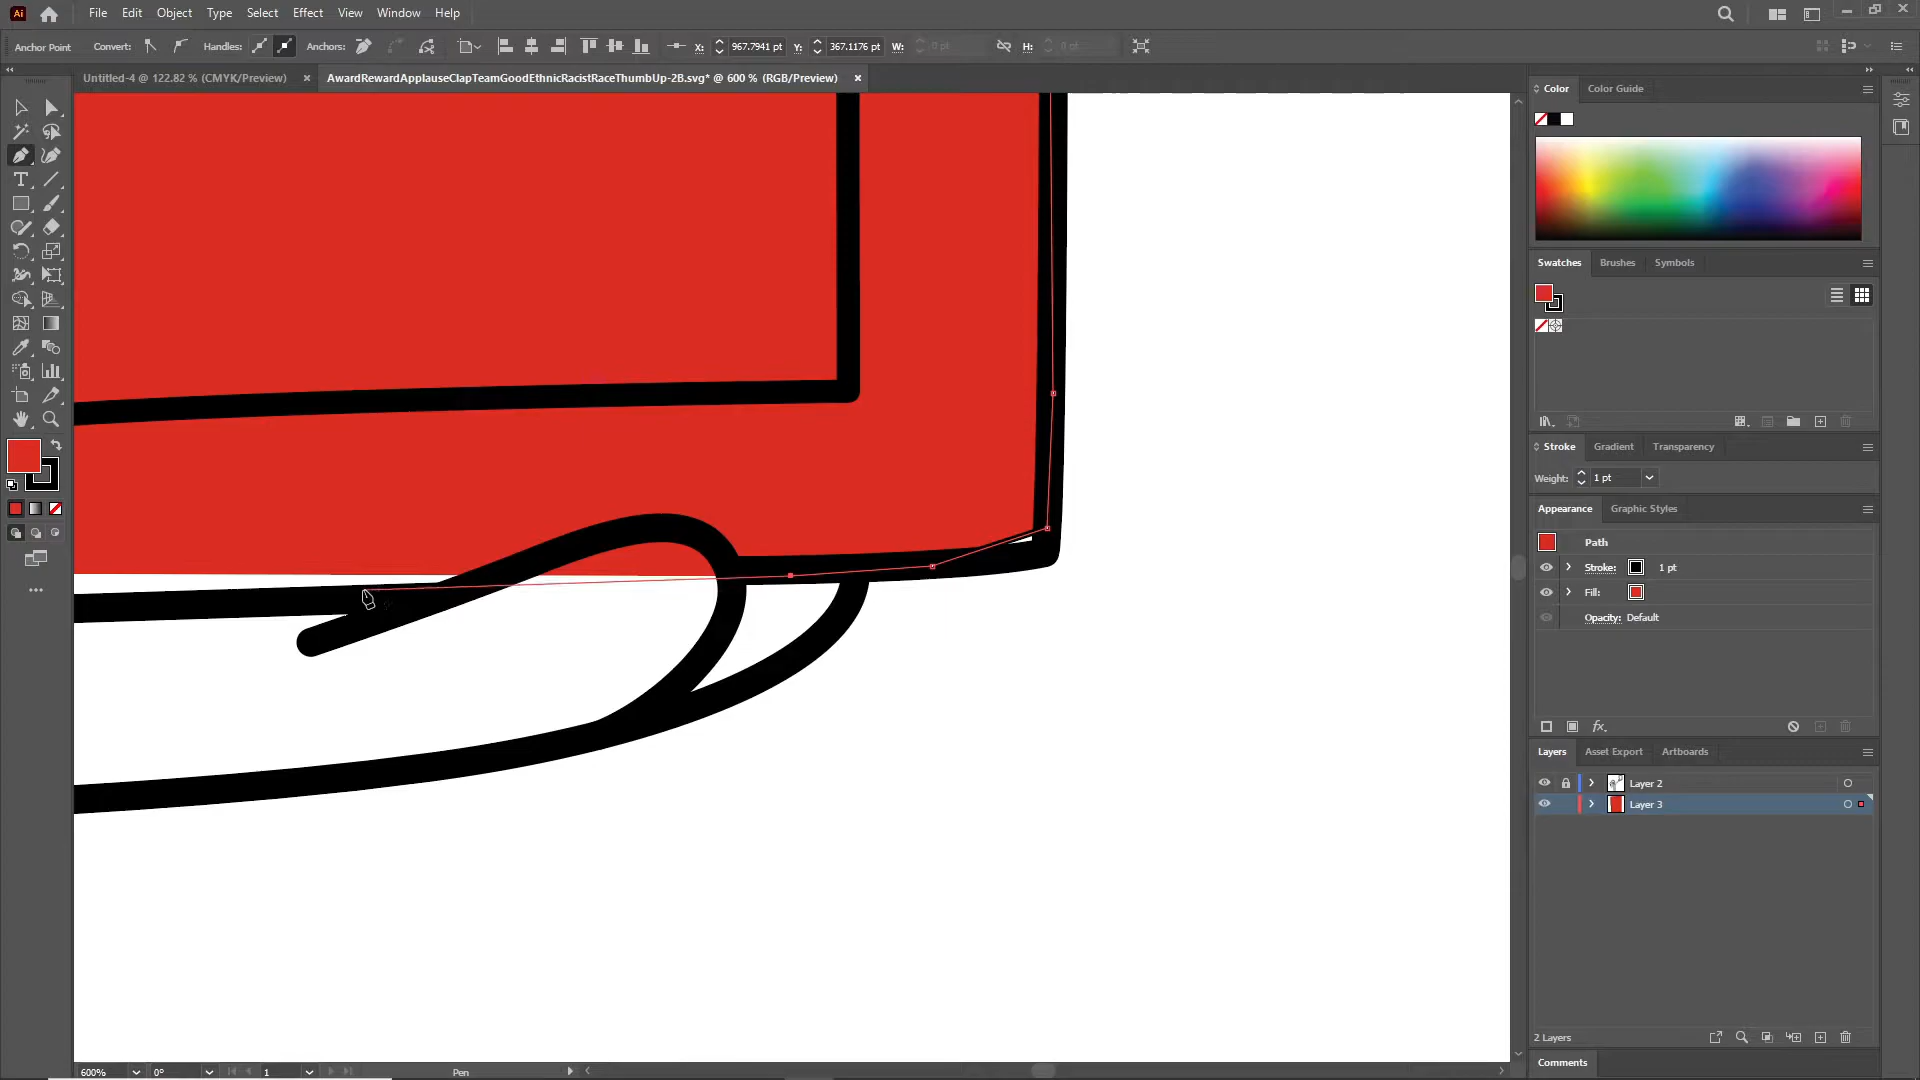 Ai File Edit Object Type Select Effect View Window Help
Anchor Point Convert: Handles: Anchors: X: 967.7941 pt Y: 367.1176 pt W: 0 pt H: 0 pt
Untitled-4 @ 122.82 % (CMYK/Preview) × AwardRewardApplauseClapTeamGoodEthnicRacistRaceThumbUp-2B.svg* @ 600 % (RGB/Preview) ×
Color Color Guide
Swatches Brushes Symbols
Stroke Gradient Transparency
Weight: 1 pt
Appearance Graphic Styles
Path
Stroke: 1 pt
Fill:
Opacity: Default
fx
Layers Asset Export Artboards
Layer 2
Layer 3
2 Layers
Comments
600% 0° 1 Pen